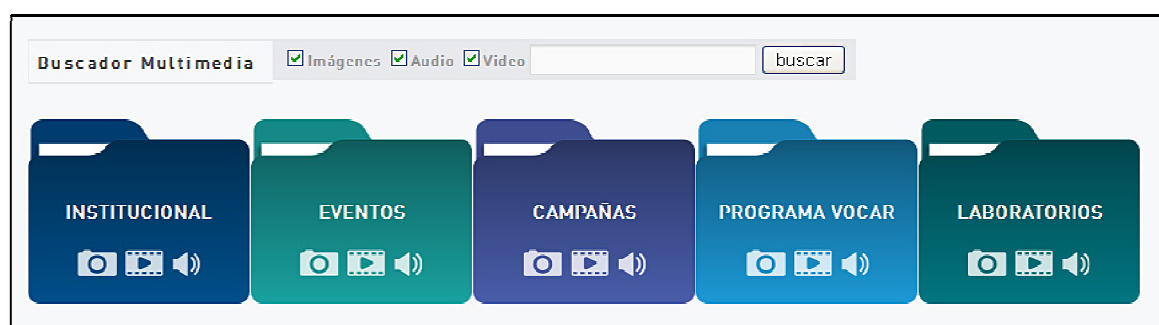 Buscador Multimedia Imágenes Audio Video buscar
INSTITUCIONAL EVENTOS CAMPAÑAS PROGRAMA VOCAR LABORATORIOS